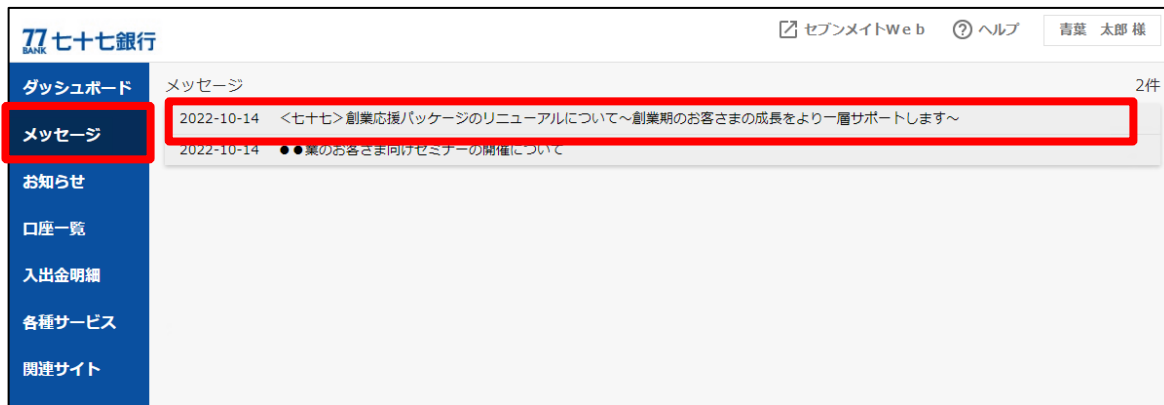 77 BANK 七十七銀行
セブンメイトWeb ヘルプ 青葉 太郎 様
ダッシュボード
メッセージ
お知らせ
口座一覧
入出金明細
各種サービス
関連サイト
メッセージ 2件
2022-10-14 <七十七>創業応援パッケージのリニューアルについて~創業期のお客さまの成長をより一層サポートします~
2022-10-14 ●●業のお客さま向けセミナーの開催について